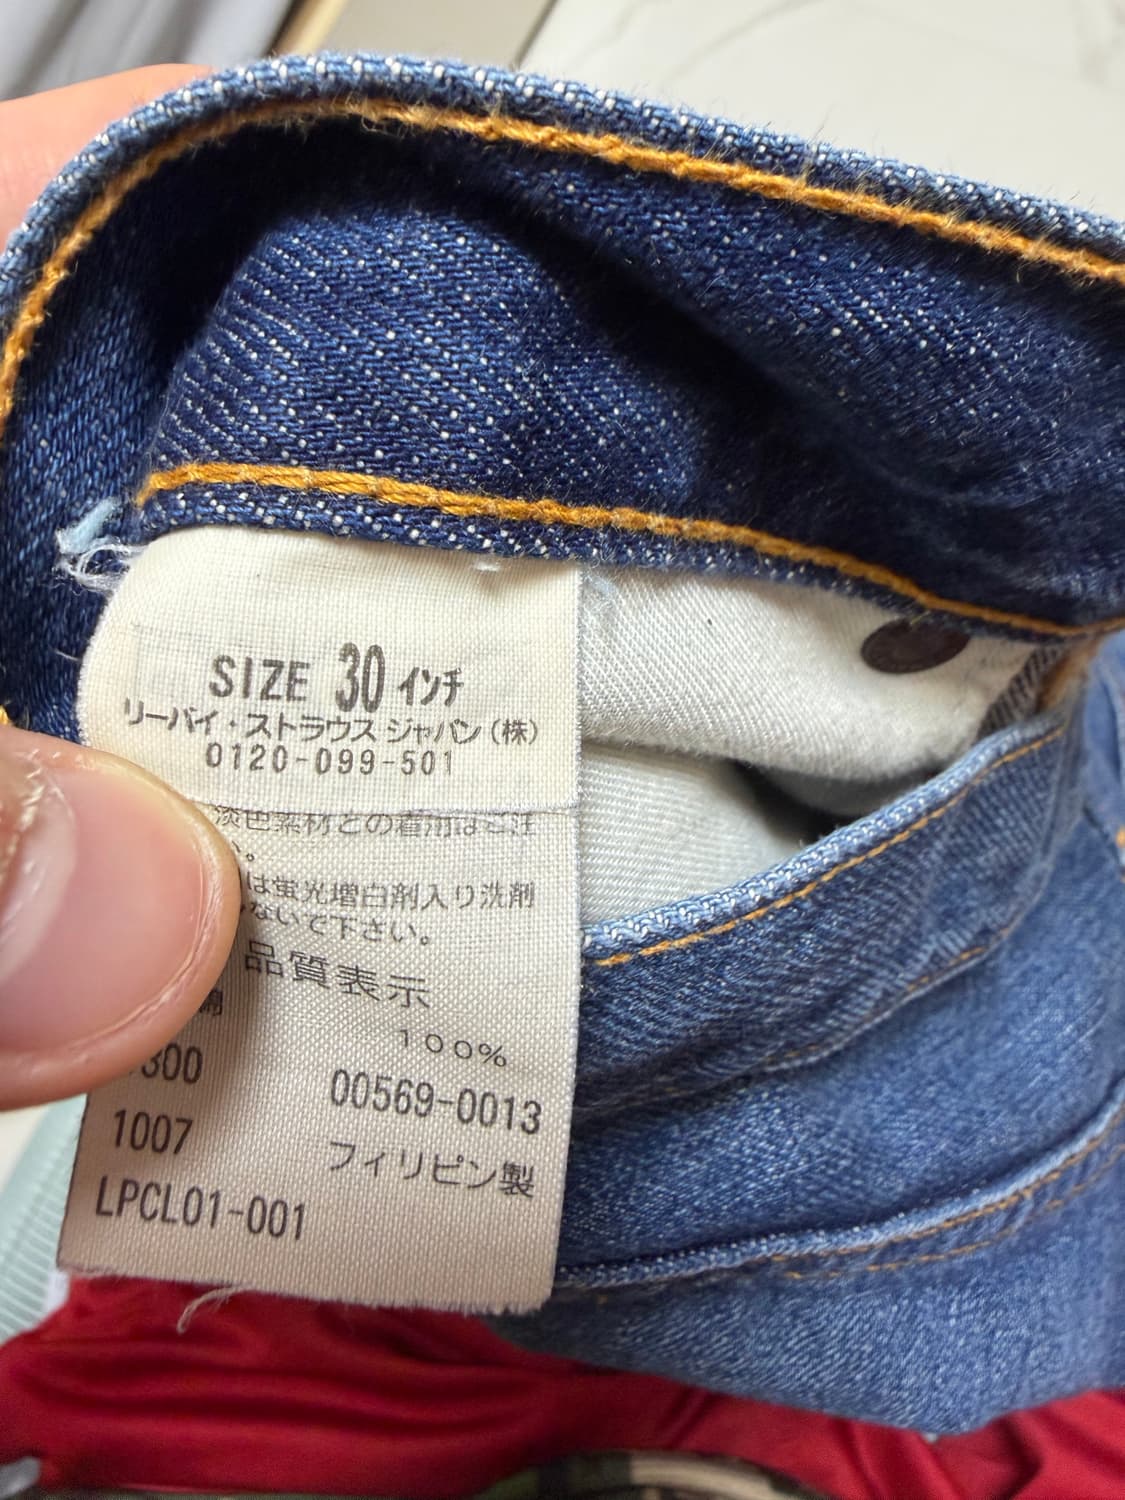 SIZE 30 インチ
リーバイ・ストラウス ジャパン(株)
0120-099-501
淡色素材との着用はご注
い。
は蛍光増白剤入り洗剤
ないで下さい。
品質表示
綿
100%
300
00569-0013
1007
フィリピン製
LPCL01-001